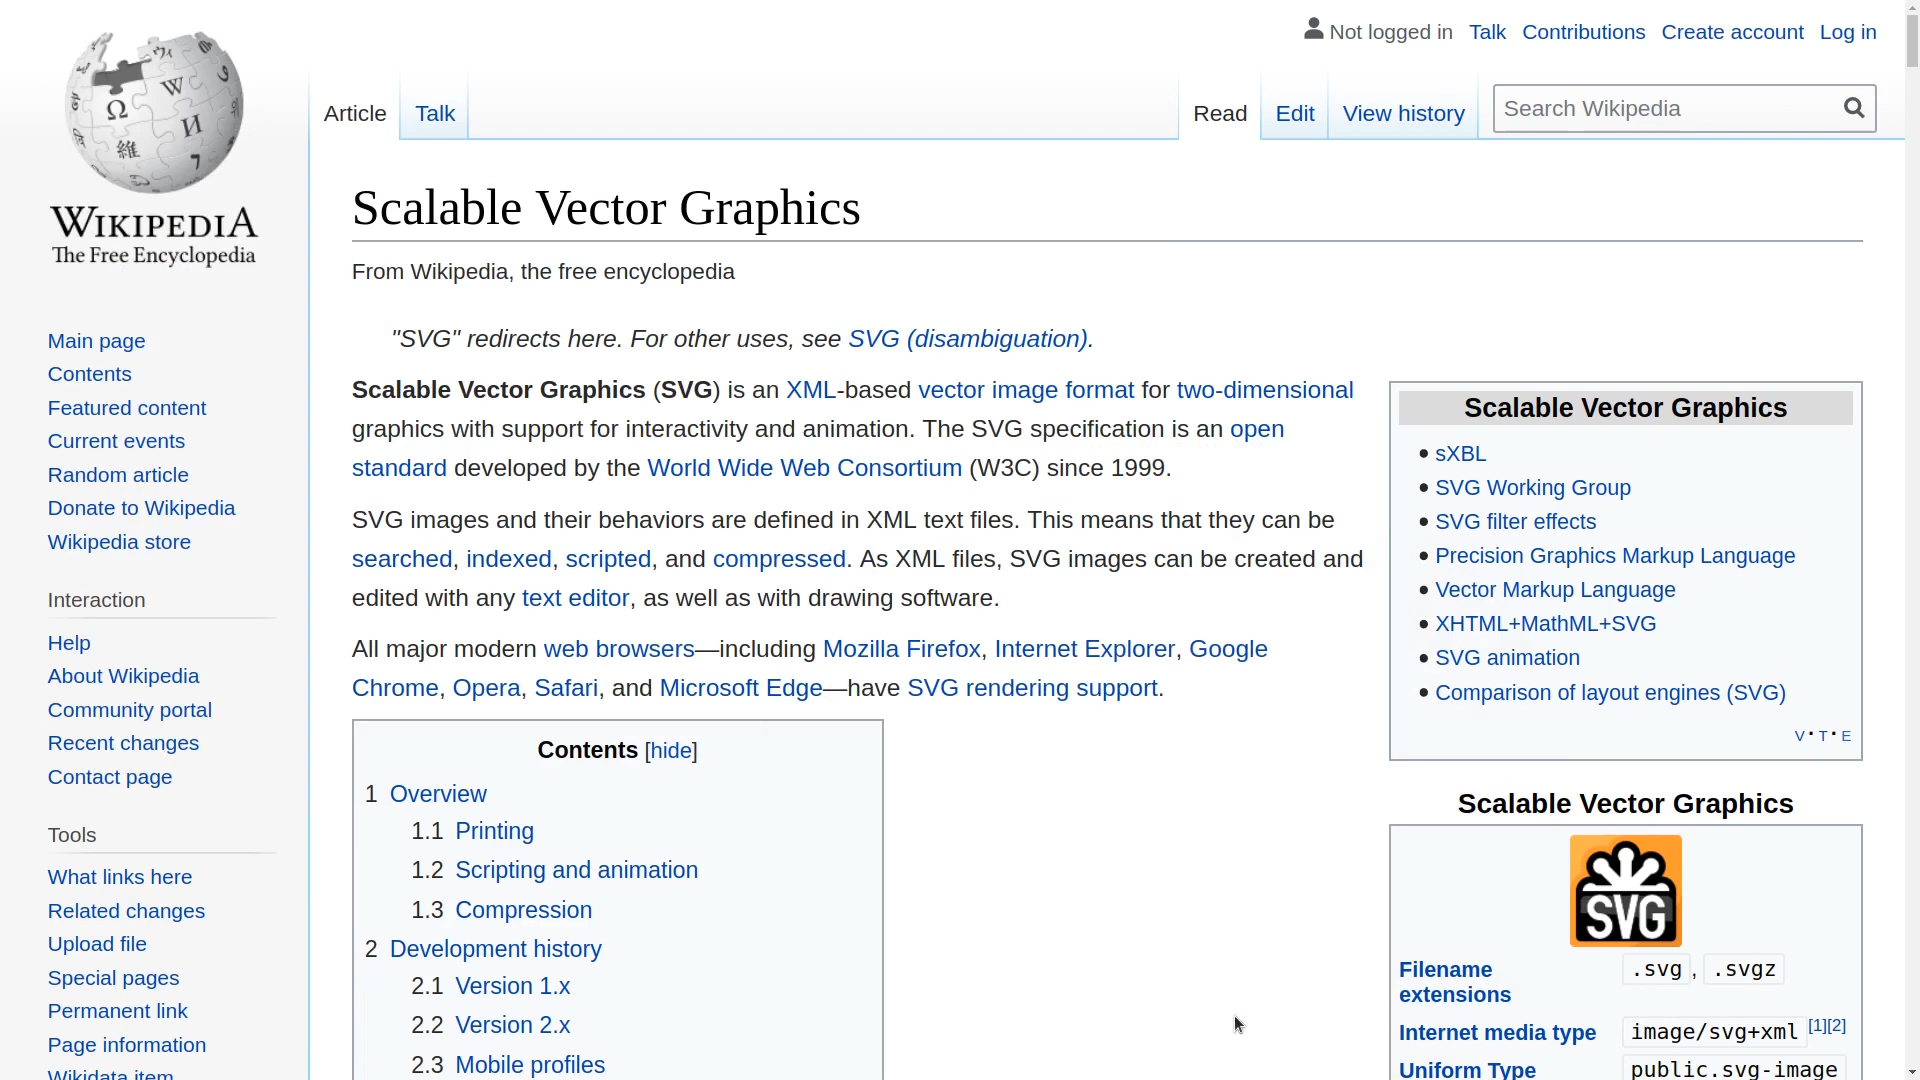 Not logged in Talk Contributions Create account Log in
Article Talk Read Edit View history Search Wikipedia
WIKIPEDIA
The Free Encyclopedia
Main page
Contents
Featured content
Current events
Random article
Donate to Wikipedia
Wikipedia store
Interaction
Help
About Wikipedia
Community portal
Recent changes
Contact page
Tools
What links here
Related changes
Upload file
Special pages
Permanent link
Page information
Wikidata item
Scalable Vector Graphics
From Wikipedia, the free encyclopedia
"SVG" redirects here. For other uses, see SVG (disambiguation).
Scalable Vector Graphics (SVG) is an XML-based vector image format for two-dimensional
graphics with support for interactivity and animation. The SVG specification is an open
standard developed by the World Wide Web Consortium (W3C) since 1999.
SVG images and their behaviors are defined in XML text files. This means that they can be
searched, indexed, scripted, and compressed. As XML files, SVG images can be created and
edited with any text editor, as well as with drawing software.
All major modern web browsers—including Mozilla Firefox, Internet Explorer, Google
Chrome, Opera, Safari, and Microsoft Edge—have SVG rendering support.
Contents [hide]
1 Overview
1.1 Printing
1.2 Scripting and animation
1.3 Compression
2 Development history
2.1 Version 1.x
2.2 Version 2.x
2.3 Mobile profiles
Scalable Vector Graphics
• sXBL
• SVG Working Group
• SVG filter effects
• Precision Graphics Markup Language
• Vector Markup Language
• XHTML+MathML+SVG
• SVG animation
• Comparison of layout engines (SVG)
V·T·E
Scalable Vector Graphics
SVG
Filename extensions .svg, .svgz
Internet media type image/svg+xml [1][2]
Uniform Type public.svg-image